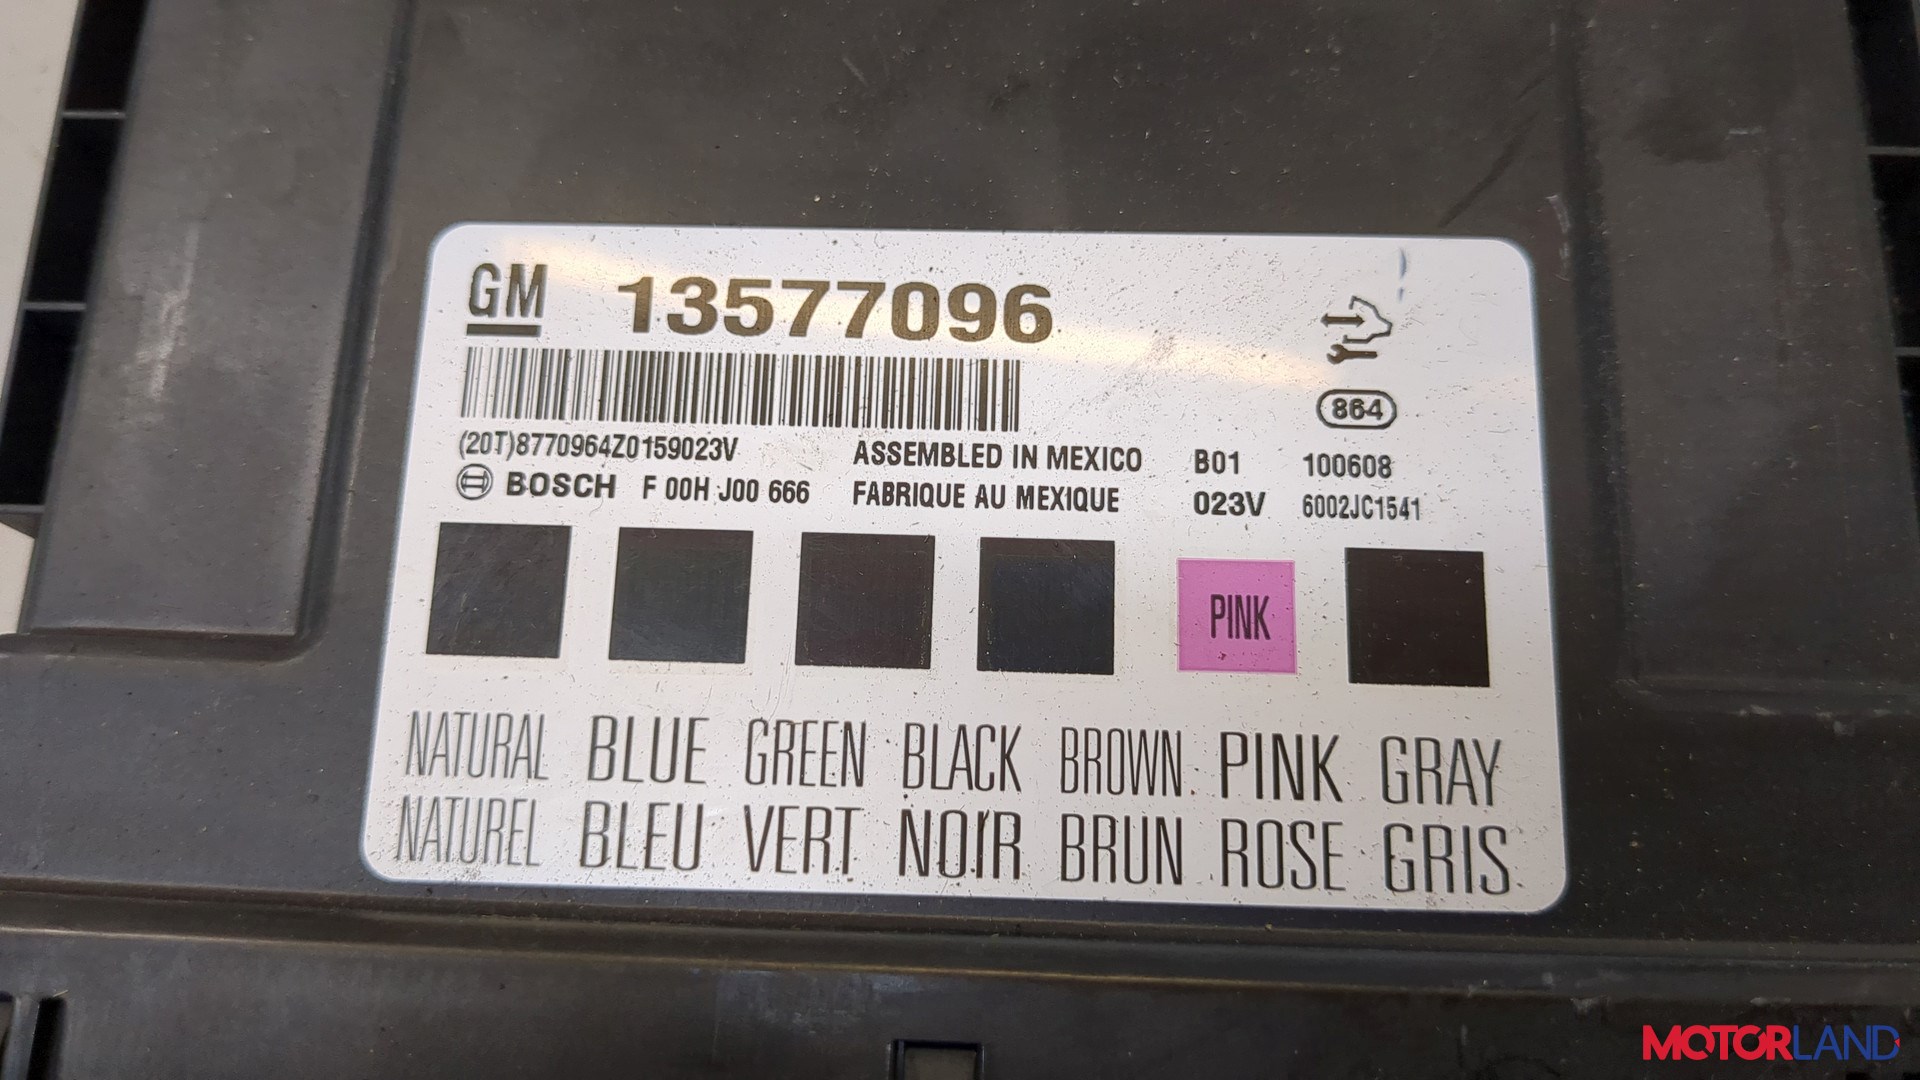 GM 13577096
864
(20T)8770964Z0159023V ASSEMBLED IN MEXICO B01 100608
BOSCH F 00H J00 666 FABRIQUE AU MEXIQUE 023V 6002JC1541
PINK
NATURAL BLUE GREEN BLACK BROWN PINK GRAY
NATUREL BLEU VERT NOIR BRUN ROSE GRIS
MOTORLAND